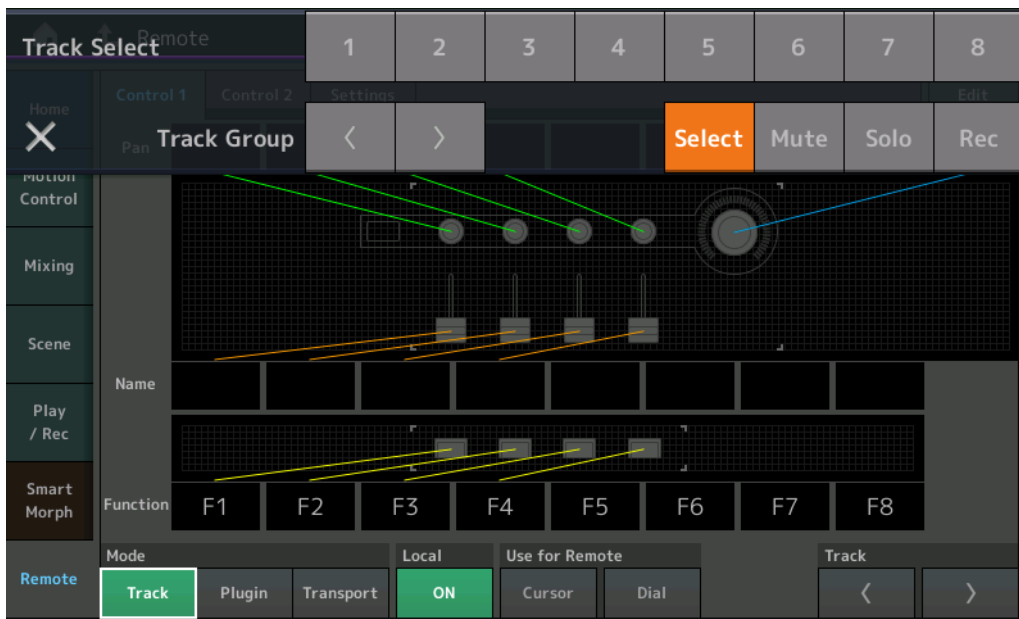 Remote
Track Select
1 2 3 4 5 6 7 8
Control 1 Control 2 Settings Edit
Home
Pan
Track Group
Select Mute Solo Rec
Motion
Control
Mixing
Scene
Name
Play
/ Rec
Smart
Morph
Function F1 F2 F3 F4 F5 F6 F7 F8
Mode Local Use for Remote Track
Remote
Track Plugin Transport ON Cursor Dial